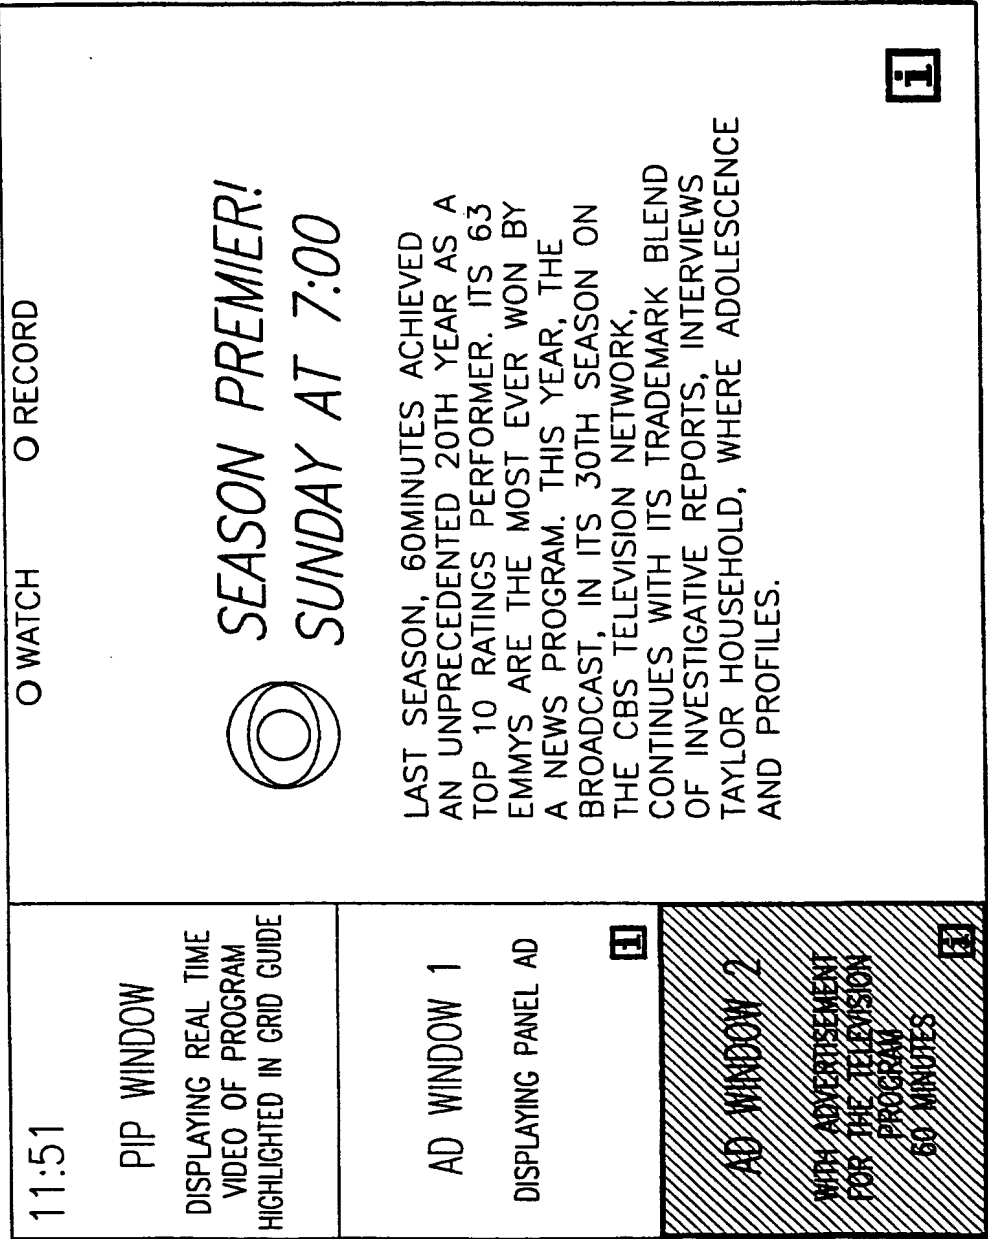 11:51
PIP WINDOW
DISPLAYING REAL TIME
VIDEO OF PROGRAM
HIGHLIGHTED IN GRID GUIDE
AD WINDOW 1
DISPLAYING PANEL AD
i
AD WINDOW 2
WITH ADVERTISEMENT
FOR THE TELEVISION
PROGRAM
60 MINUTES
i
O WATCH O RECORD
SEASON PREMIER!
SUNDAY AT 7:00
LAST SEASON, 60MINUTES ACHIEVED
AN UNPRECEDENTED 20TH YEAR AS A
TOP 10 RATINGS PERFORMER. ITS 63
EMMYS ARE THE MOST EVER WON BY
A NEWS PROGRAM. THIS YEAR, THE
BROADCAST, IN ITS 30TH SEASON ON
THE CBS TELEVISION NETWORK,
CONTINUES WITH ITS TRADEMARK BLEND
OF INVESTIGATIVE REPORTS, INTERVIEWS
TAYLOR HOUSEHOLD, WHERE ADOLESCENCE
AND PROFILES.
i